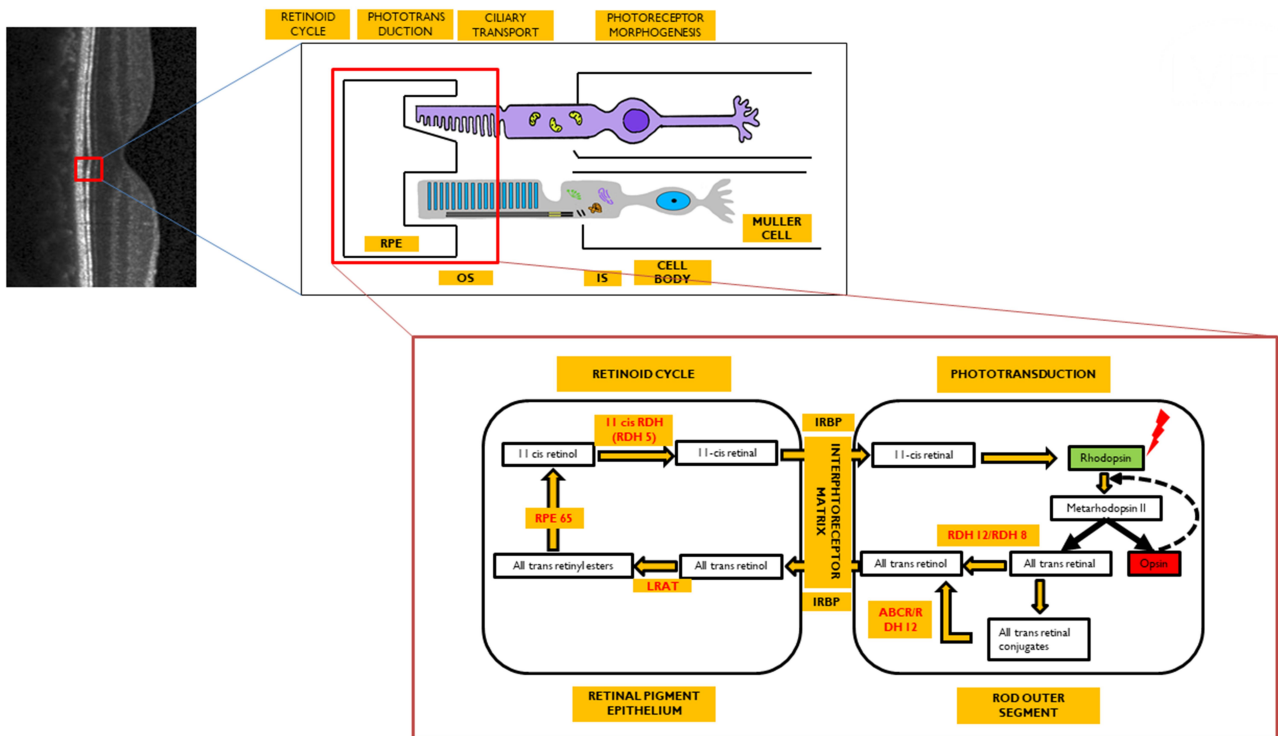 RETINOID
CYCLE
PHOTOTRANS
DUCTION
CILIARY
TRANSPORT
PHOTORECEPTOR
MORPHOGENESIS
RPE
MULLER
CELL
OS
IS
CELL
BODY
RETINOID CYCLE
PHOTOTRANSDUCTION
11 cis RDH
(RDH 5)
IRBP
11 cis retinol
11-cis retinal
11-cis retinal
Rhodopsin
INTERPHTORECEPTOR
MATRIX
Metarhodopsin II
RPE 65
RDH 12/RDH 8
All trans retinyl esters
All trans retinol
All trans retinol
All trans retinal
Opsin
LRAT
IRBP
ABCR/R
DH 12
All trans retinal
conjugates
RETINAL PIGMENT
EPITHELIUM
ROD OUTER
SEGMENT